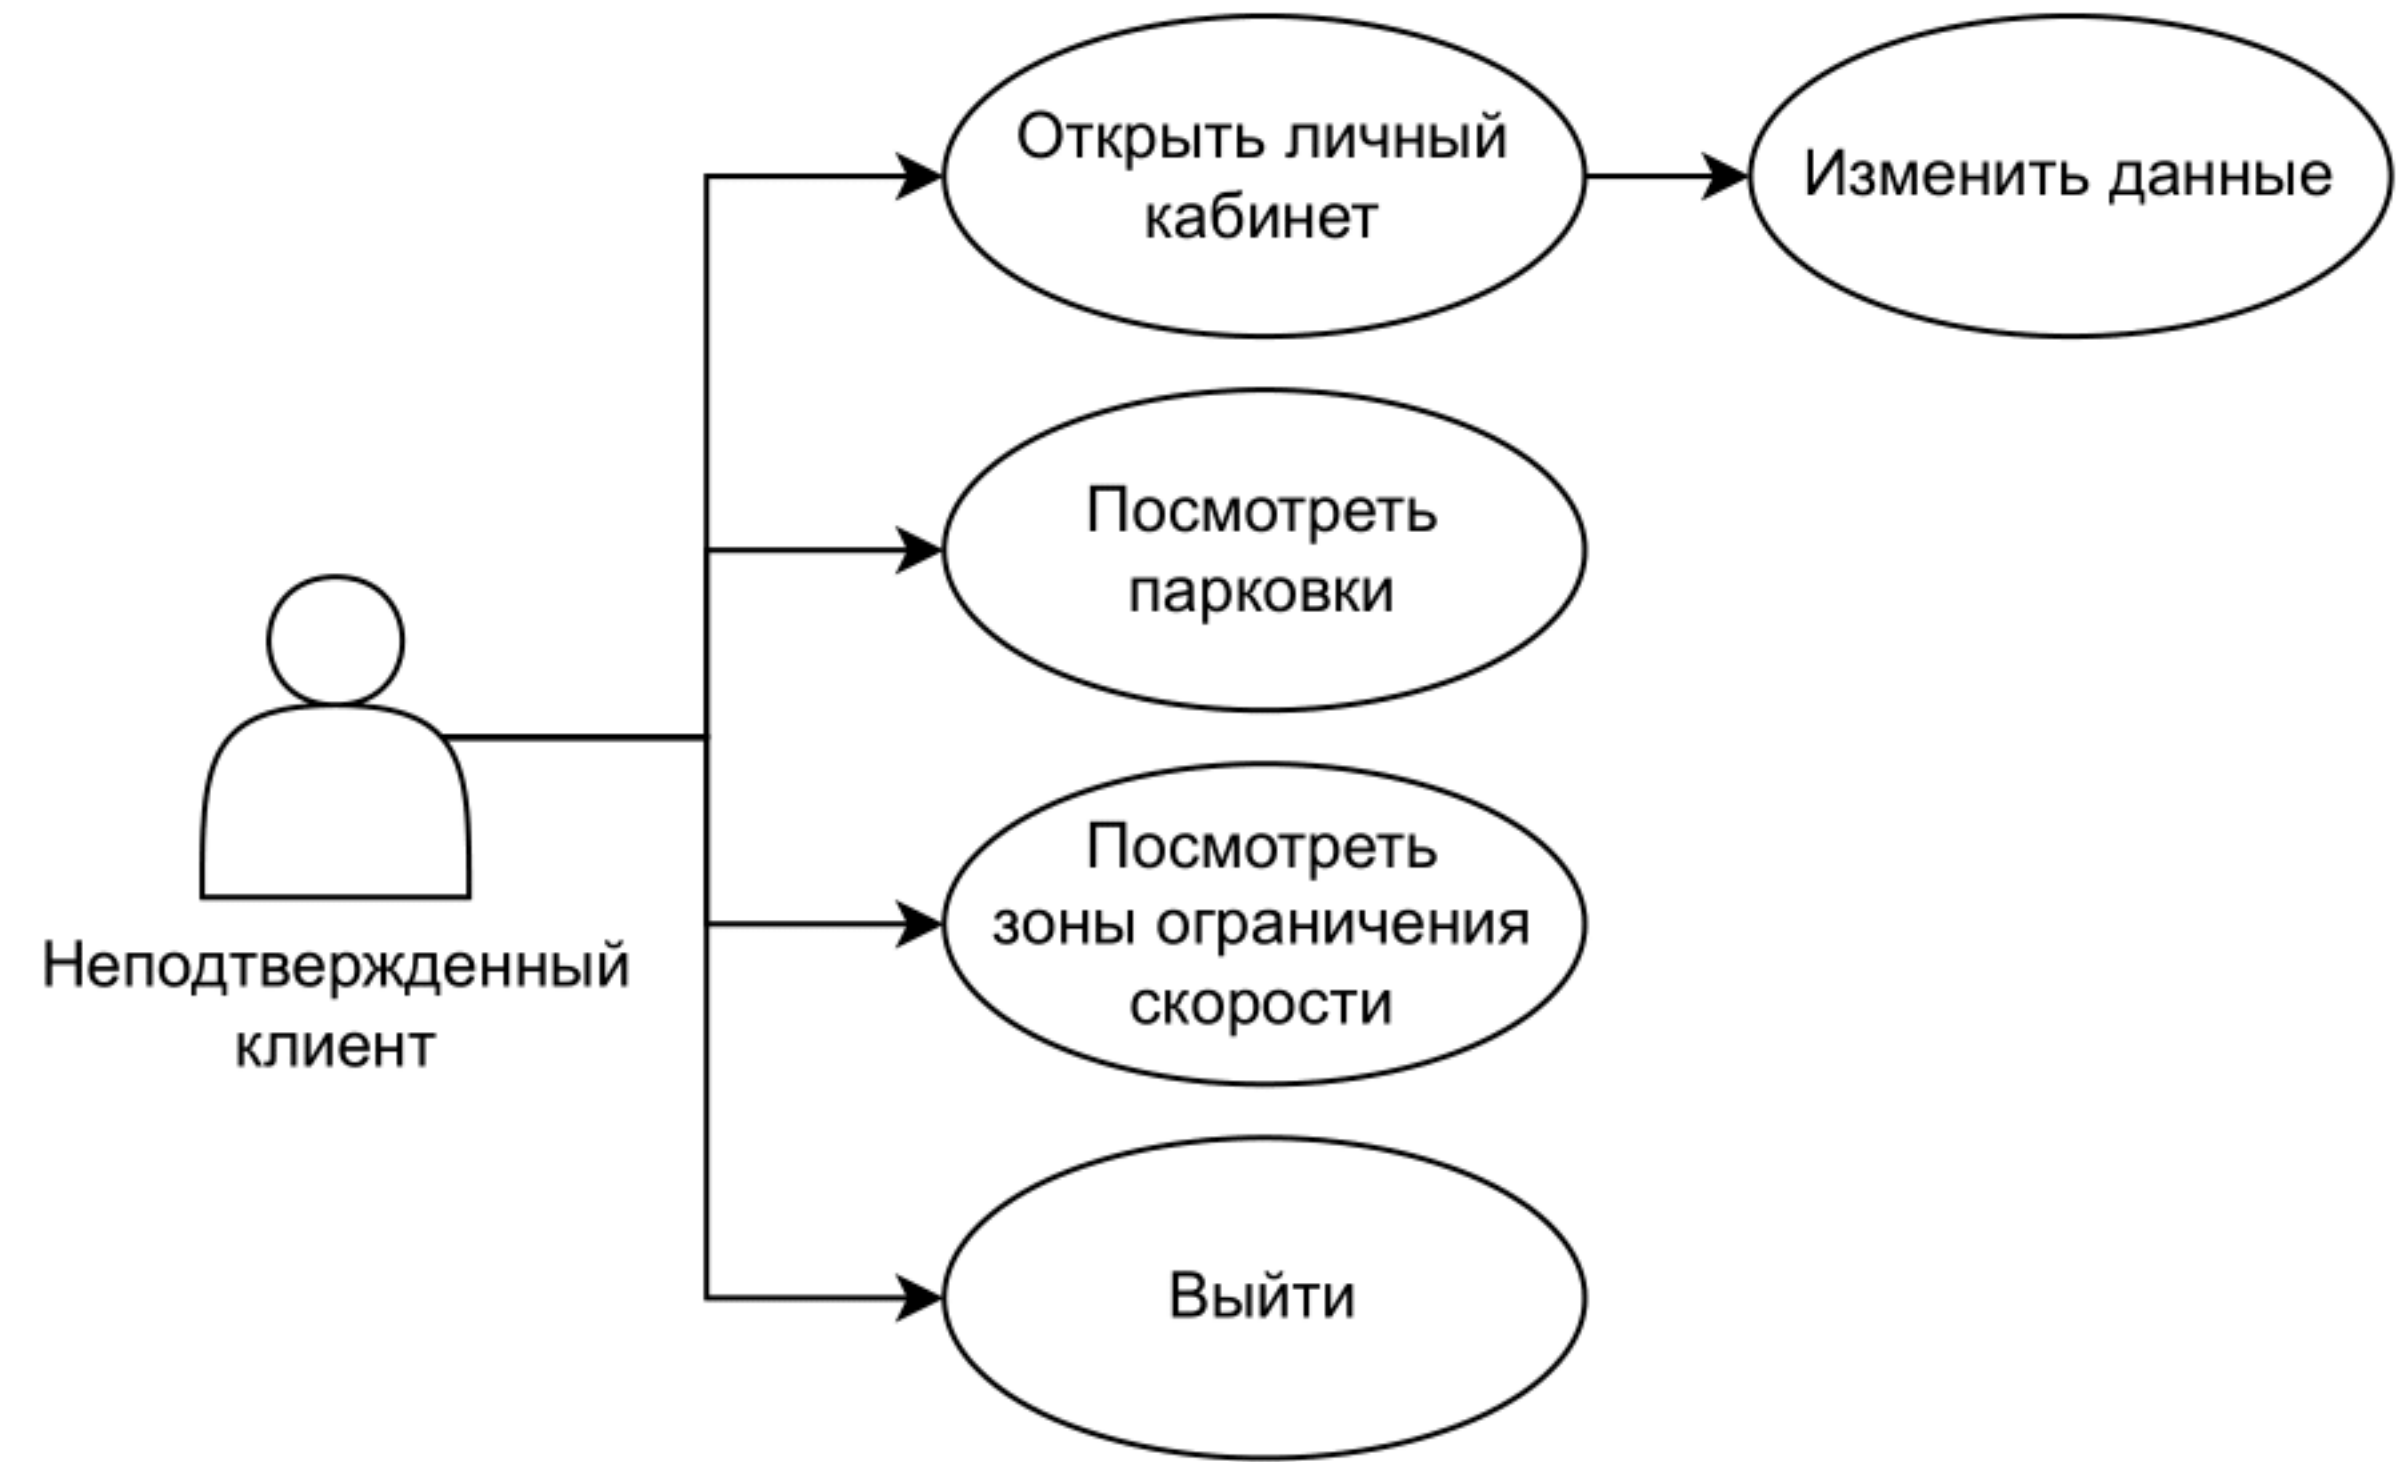 Открыть личный
кабинет
Изменить данные
Посмотреть
парковки
Неподтвержденный
клиент
Посмотреть
зоны ограничения
скорости
Выйти